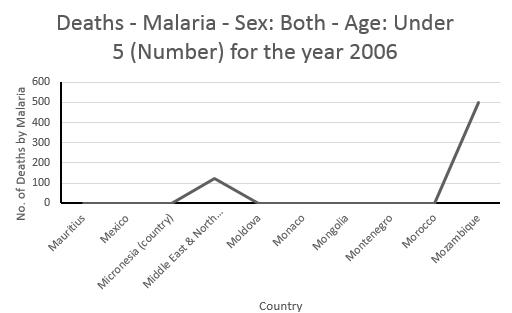 Deaths - Malaria - Sex: Both - Age: Under
5 (Number) for the year 2006
No. of Deaths by Malaria
600
500
400
300
200
100
0
Mauritius
Mexico
Micronesia (country)
Middle East & North...
Moldova
Monaco
Mongolia
Montenegro
Morocco
Mozambique
Country